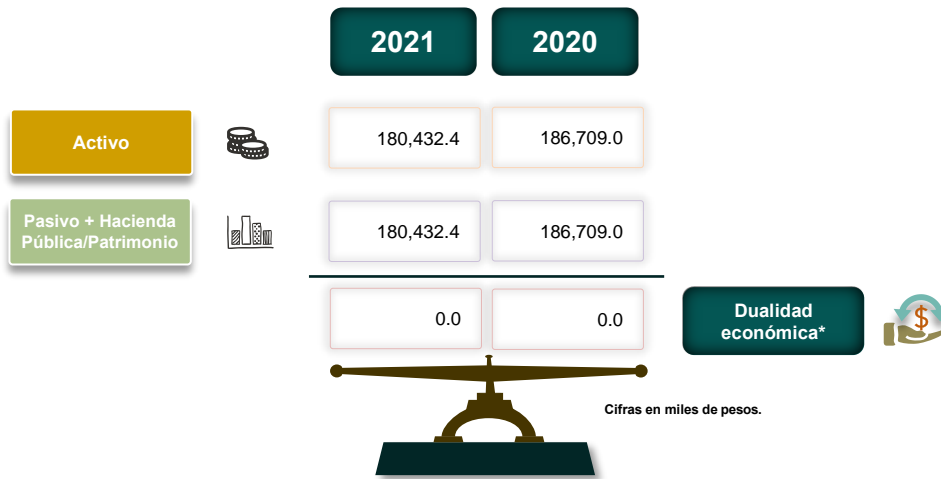 2021 2020
Activo 180,432.4 186,709.0
Pasivo + Hacienda
Pública/Patrimonio 180,432.4 186,709.0
0.0 0.0
Dualidad
económica*
$
Cifras en miles de pesos.